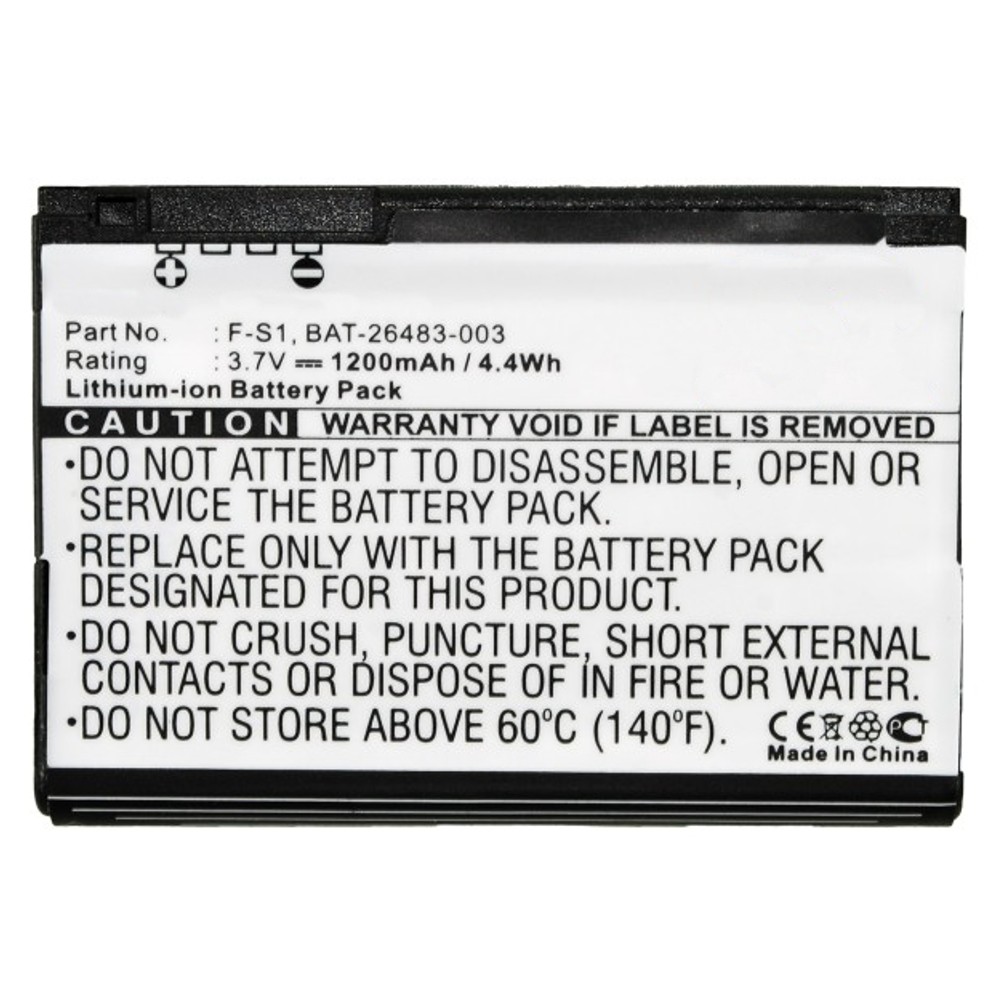 Part No. : F-S1, BAT-26483-003
Rating : 3.7V 1200mAh / 4.4Wh
Lithium-ion Battery Pack
CAUTION WARRANTY VOID IF LABEL IS REMOVED
•DO NOT ATTEMPT TO DISASSEMBLE, OPEN OR
SERVICE THE BATTERY PACK.
•REPLACE ONLY WITH THE BATTERY PACK
DESIGNATED FOR THIS PRODUCT.
•DO NOT CRUSH, PUNCTURE, SHORT EXTERNAL
CONTACTS OR DISPOSE OF IN FIRE OR WATER.
•DO NOT STORE ABOVE 60°C (140°F).
CE
Made In China